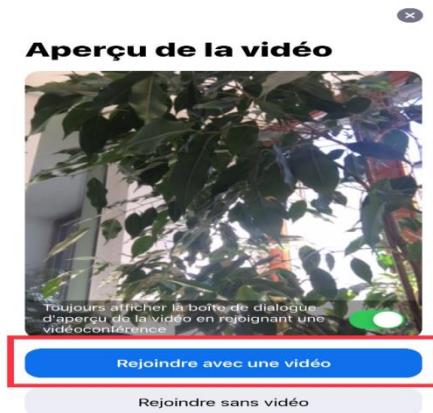 Aperçu de la vidéo
Toujours afficher la boîte de dialogue
d'aperçu de la vidéo en rejoignant une
vidéoconférence
Rejoindre avec une vidéo
Rejoindre sans vidéo